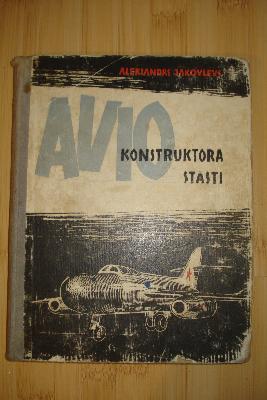 ALEKSANDRS JAKOVĻEVS
AVIO
KONSTRUKTORA
STĀSTI